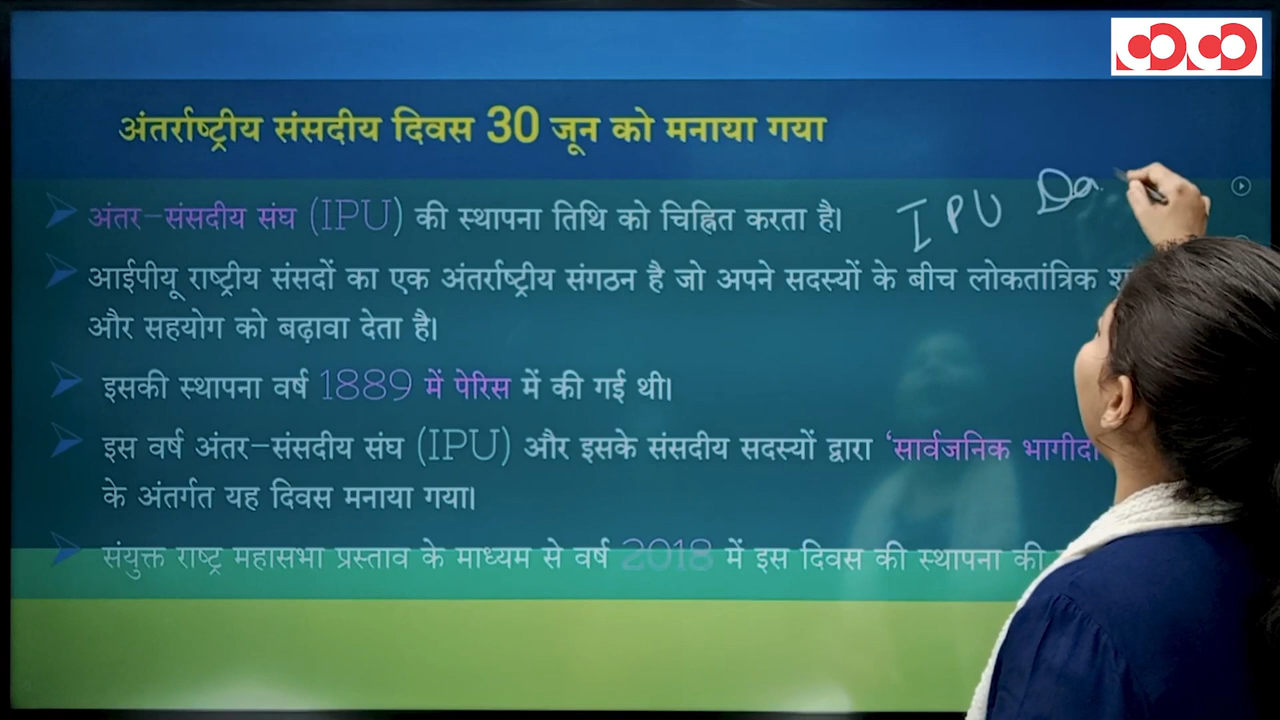 अंतर्राष्ट्रीय संसदीय दिवस 30 जून को मनाया गया
IPU Da
अंतर–संसदीय संघ (IPU) की स्थापना तिथि को चिह्नित करता है।
आईपीयू राष्ट्रीय संसदों का एक अंतर्राष्ट्रीय संगठन है जो अपने सदस्यों के बीच लोकतांत्रिक
और सहयोग को बढ़ावा देता है।
इसकी स्थापना वर्ष 1889 में पेरिस में की गई थी।
इस वर्ष अंतर–संसदीय संघ (IPU) और इसके संसदीय सदस्यों द्वारा ‘सार्वजनिक
के अंतर्गत यह दिवस मनाया गया।
संयुक्त राष्ट्र महासभा प्रस्ताव के माध्यम से वर्ष 2018 में इस दिवस की स्थापना की